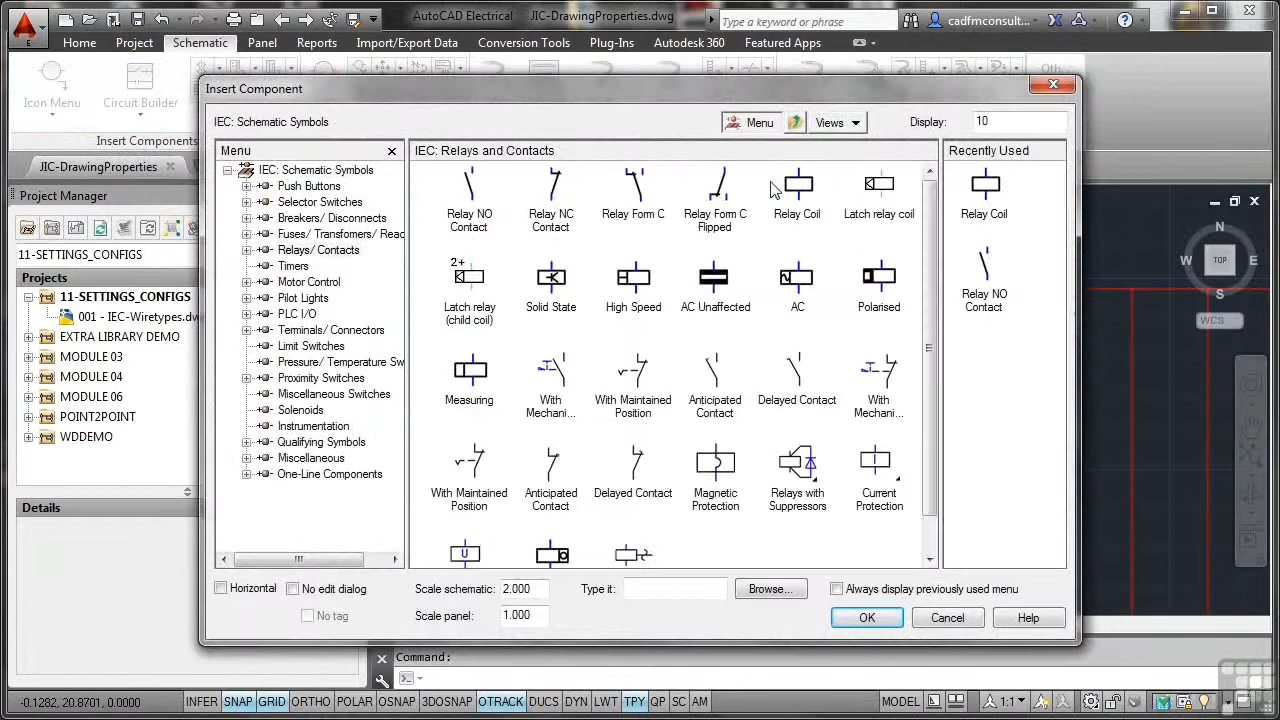 AutoCAD Electrical JIC-DrawingProperties.dwg
Type a keyword or phrase
cadfmconsult...
Home Project Schematic Panel Reports Import/Export Data Conversion Tools Plug-Ins Autodesk 360 Featured Apps
Icon Menu
Circuit Builder
Insert Components
JIC-DrawingProperties
Project Manager
11-SETTINGS_CONFIGS
Projects
11-SETTINGS_CONFIGS
001 - IEC-Wiretypes.dw
EXTRA LIBRARY DEMO
MODULE 03
MODULE 04
MODULE 06
POINT2POINT
WDDEMO
Details
Insert Component
IEC: Schematic Symbols
Menu
Views
Display: 10
Menu
IEC: Schematic Symbols
Push Buttons
Selector Switches
Breakers/ Disconnects
Fuses/ Transfomers/ Reac
Relays/ Contacts
Timers
Motor Control
Pilot Lights
PLC I/O
Terminals/ Connectors
Limit Switches
Pressure/ Temperature Sw
Proximity Switches
Miscellaneous Switches
Solenoids
Instrumentation
Qualifying Symbols
Miscellaneous
One-Line Components
IEC: Relays and Contacts
Relay NO Contact
Relay NC Contact
Relay Form C
Relay Form C Flipped
Relay Coil
Latch relay coil
2+
Latch relay (child coil)
Solid State
High Speed
AC Unaffected
AC
Polarised
Measuring
With Mechani...
With Maintained Position
Anticipated Contact
Delayed Contact
With Mechani...
With Maintained Position
Anticipated Contact
Delayed Contact
Magnetic Protection
Relays with Suppressors
Current Protection
U
Recently Used
Relay Coil
Relay NO Contact
Horizontal
No edit dialog
No tag
Scale schematic: 2.000
Scale panel: 1.000
Type it:
Browse...
Always display previously used menu
OK
Cancel
Help
N
W TOP E
S
WCS
Command:
-0.1282, 20.8701, 0.0000
INFER SNAP GRID ORTHO POLAR OSNAP 3DOSNAP OTRACK DUCS DYN LWT TPY QP SC AM
MODEL
1:1